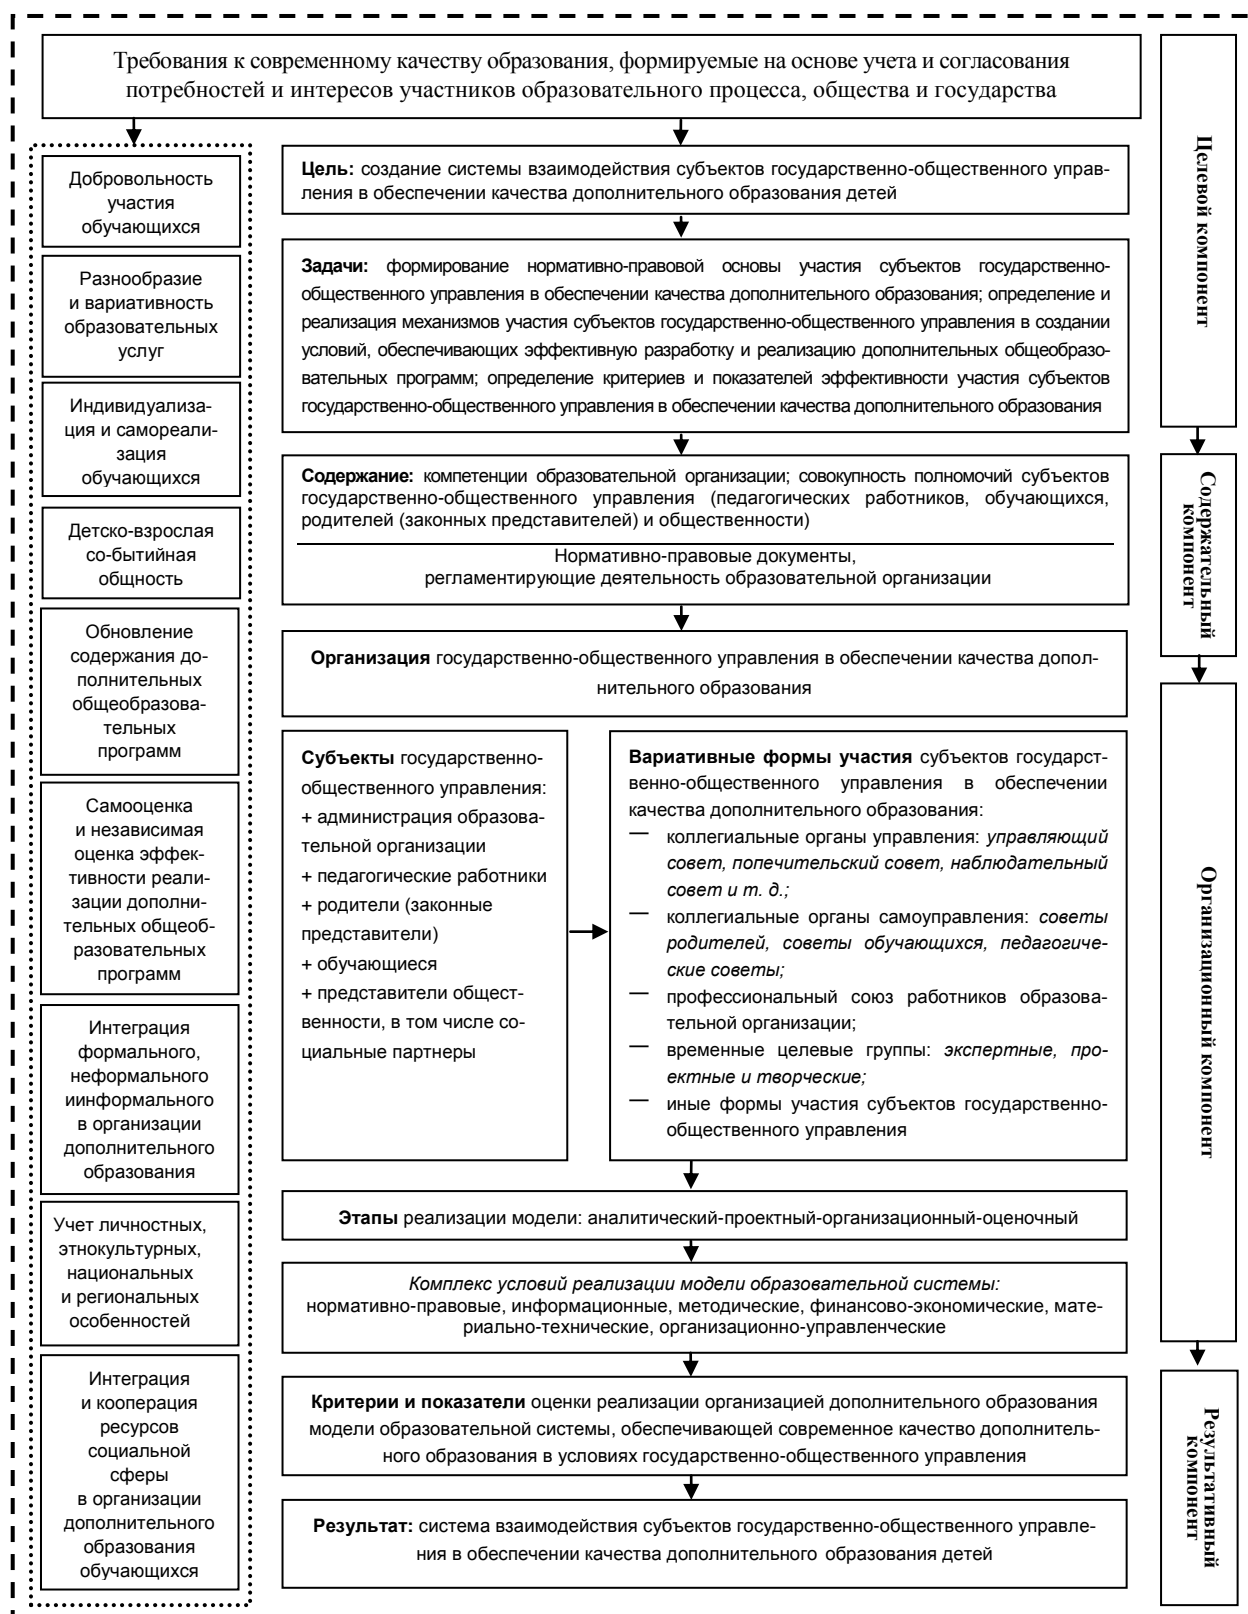 Требования к современному качеству образования, формируемые на основе учета и согласования
потребностей и интересов участников образовательного процесса, общества и государства
Добровольность
участия
обучающихся
Разнообразие
и вариативность
образовательных
услуг
Индивидуализа-
ция и самореали-
зация
обучающихся
Детско-взрослая
со-бытийная
общность
Обновление
содержания до-
полнительных
общеобразова-
тельных
программ
Самооценка
и независимая
оценка эффек-
тивности реали-
зации дополни-
тельных общеоб-
разовательных
программ
Интеграция
формального,
неформального
иинформального
в организации
дополнительного
образования
Учет личностных,
этнокультурных,
национальных
и региональных
особенностей
Интеграция
и кооперация
ресурсов
социальной
сферы
в организации
дополнительного
образования
обучающихся
Цель: создание системы взаимодействия субъектов государственно-общественного управ-
ления в обеспечении качества дополнительного образования детей
Задачи: формирование нормативно-правовой основы участия субъектов государственно-
общественного управления в обеспечении качества дополнительного образования; определение и
реализация механизмов участия субъектов государственно-общественного управления в создании
условий, обеспечивающих эффективную разработку и реализацию дополнительных общеобразо-
вательных программ; определение критериев и показателей эффективности участия субъектов
государственно-общественного управления в обеспечении качества дополнительного образования
Содержание: компетенции образовательной организации; совокупность полномочий субъектов
государственно-общественного управления (педагогических работников, обучающихся,
родителей (законных представителей) и общественности)
Нормативно-правовые документы,
регламентирующие деятельность образовательной организации
Организация государственно-общественного управления в обеспечении качества допол-
нительного образования
Субъекты государственно-
общественного управления:
+ администрация образова-
тельной организации
+ педагогические работники
+ родители (законные
представители)
+ обучающиеся
+ представители общест-
венности, в том числе со-
циальные партнеры
Вариативные формы участия субъектов государст-
венно-общественного управления в обеспечении
качества дополнительного образования:
— коллегиальные органы управления: управляющий
совет, попечительский совет, наблюдательный
совет и т. д.;
— коллегиальные органы самоуправления: советы
родителей, советы обучающихся, педагогиче-
ские советы;
— профессиональный союз работников образова-
тельной организации;
— временные целевые группы: экспертные, про-
ектные и творческие;
— иные формы участия субъектов государственно-
общественного управления
Этапы реализации модели: аналитический-проектный-организационный-оценочный
Комплекс условий реализации модели образовательной системы:
нормативно-правовые, информационные, методические, финансово-экономические, мате-
риально-технические, организационно-управленческие
Критерии и показатели оценки реализации организацией дополнительного образования
модели образовательной системы, обеспечивающей современное качество дополнитель-
ного образования в условиях государственно-общественного управления
Результат: система взаимодействия субъектов государственно-общественного управле-
ния в обеспечении качества дополнительного образования детей
Целевой компонент
Содержательный
компонент
Организационный компонент
Результативный
компонент